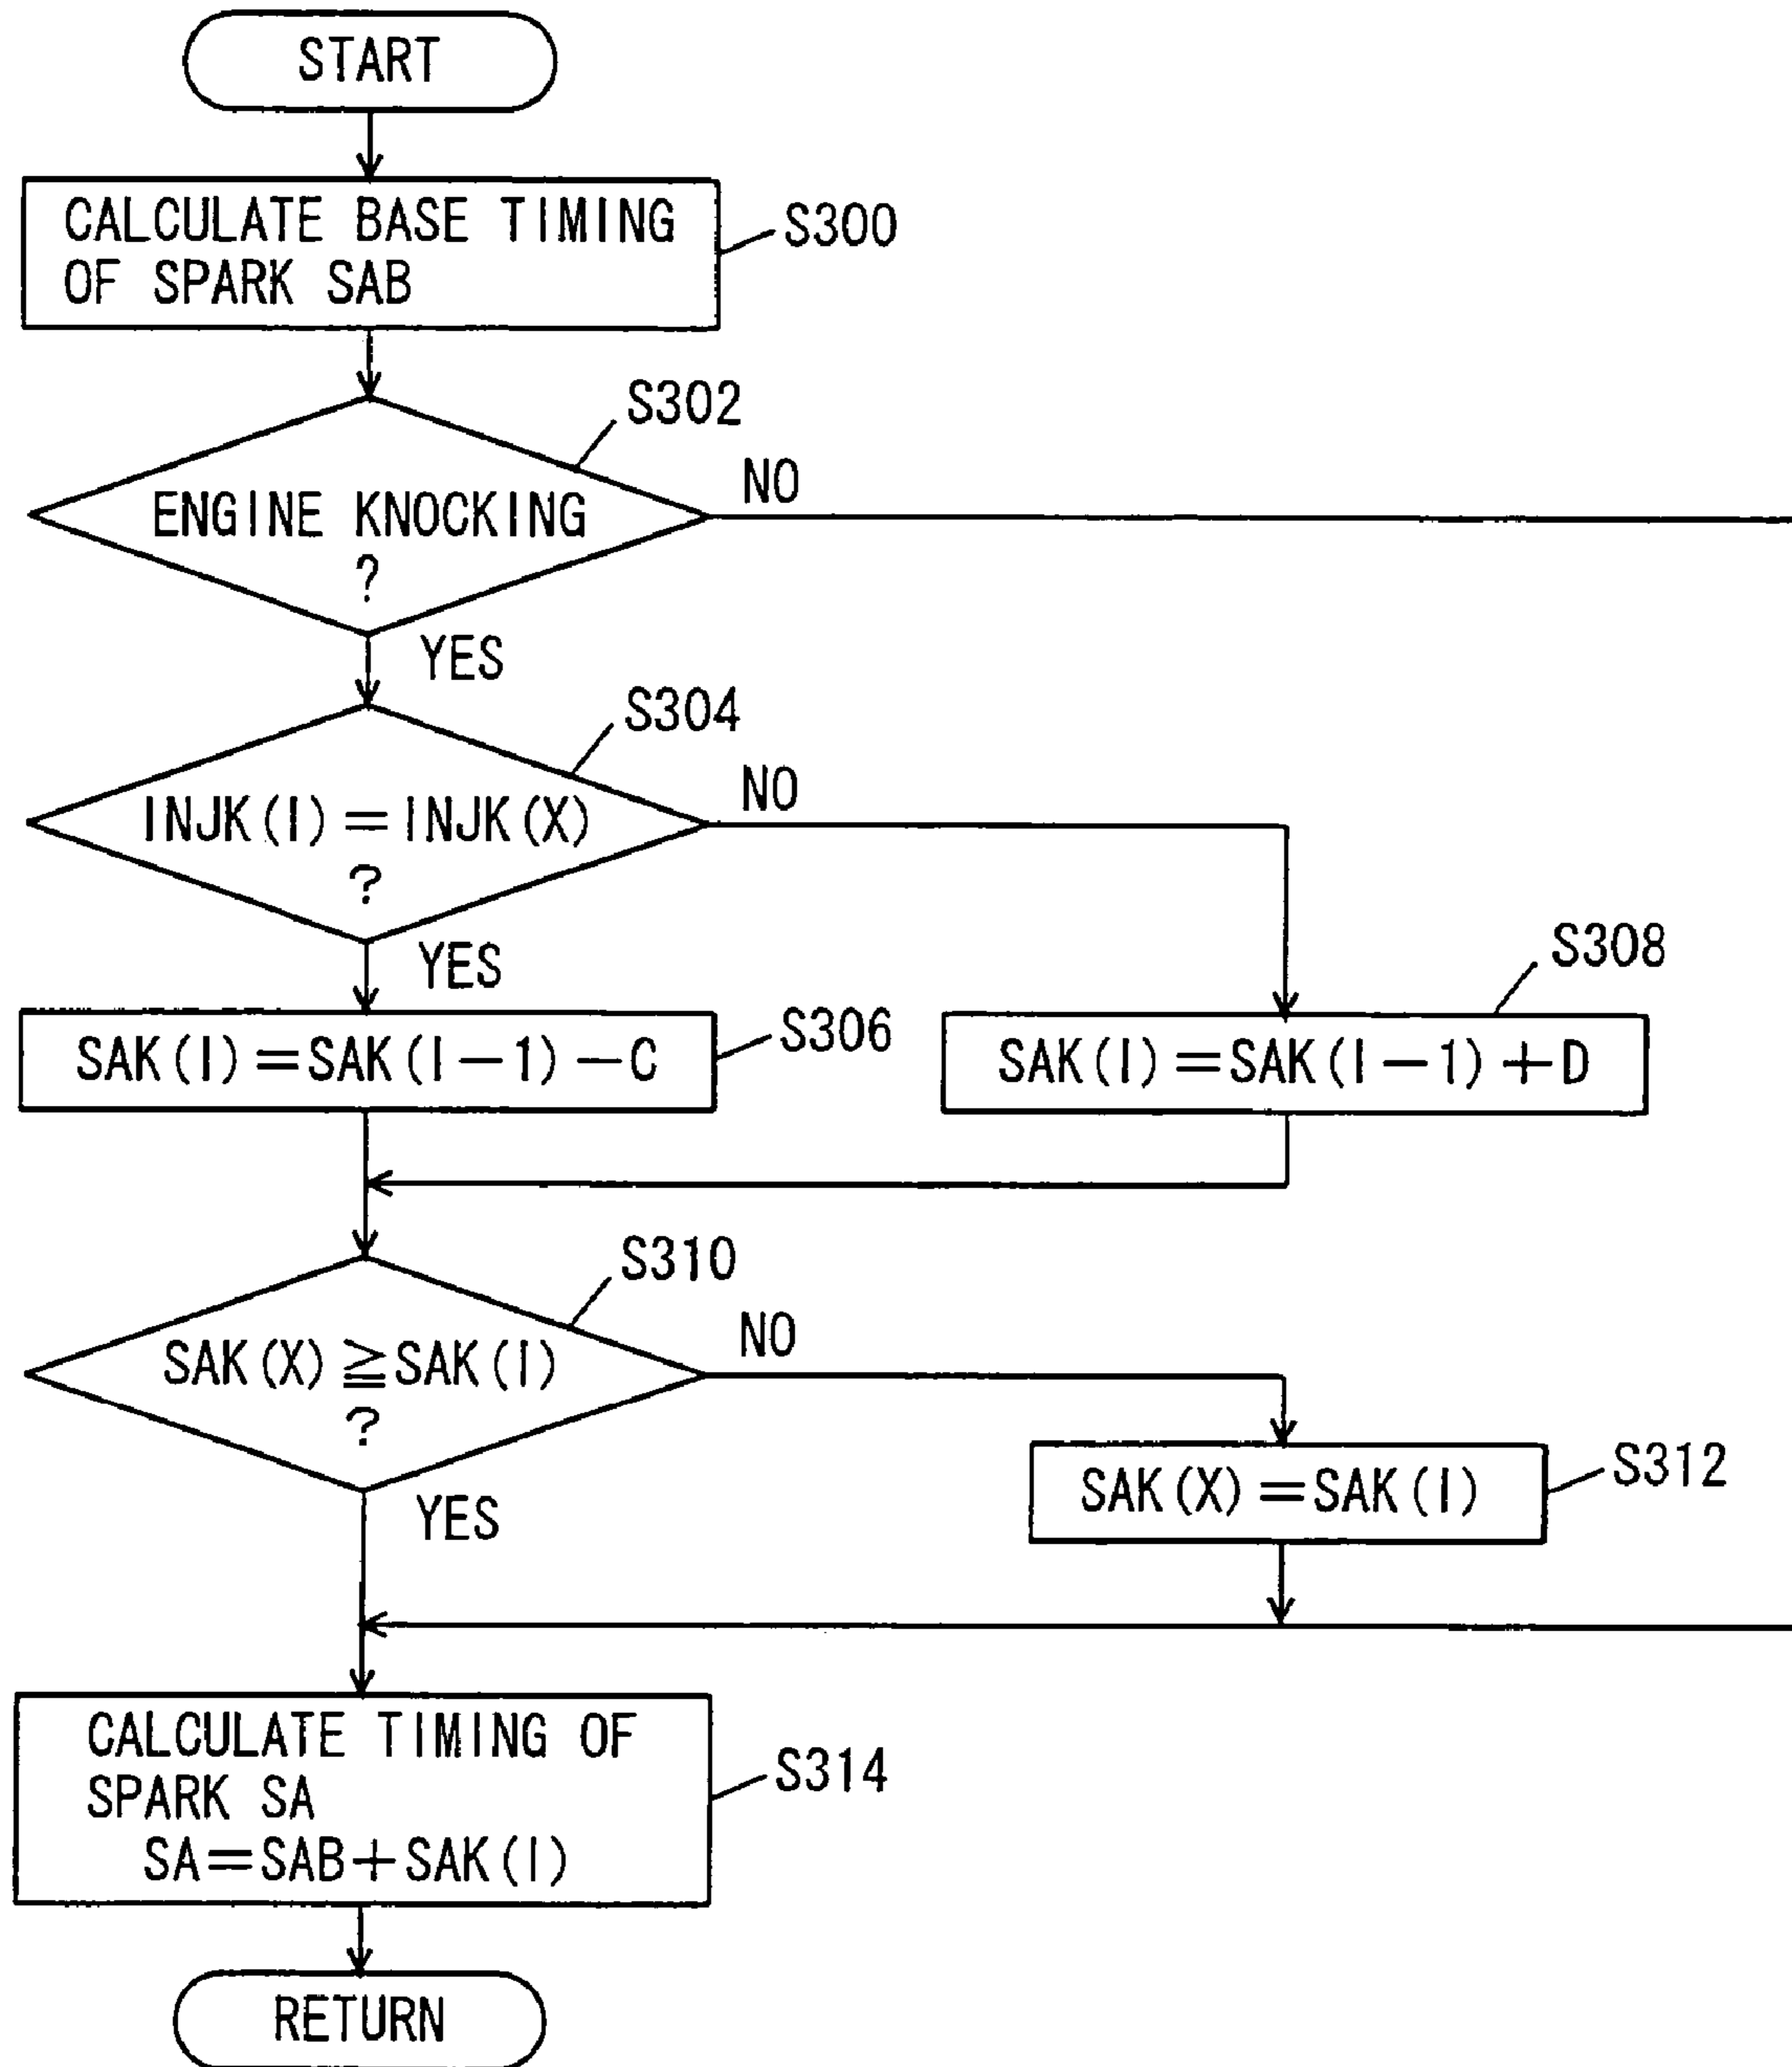 START
CALCULATE BASE TIMING
OF SPARK SAB
S300
S302
ENGINE KNOCKING
?
NO
YES
S304
INJK(I)=INJK(X)
?
NO
YES
S306
SAK(I)=SAK(I-1)-C
S308
SAK(I)=SAK(I-1)+D
S310
SAK(X)≧SAK(I)
?
NO
YES
S312
SAK(X)=SAK(I)
CALCULATE TIMING OF
SPARK SA
SA=SAB+SAK(I)
S314
RETURN